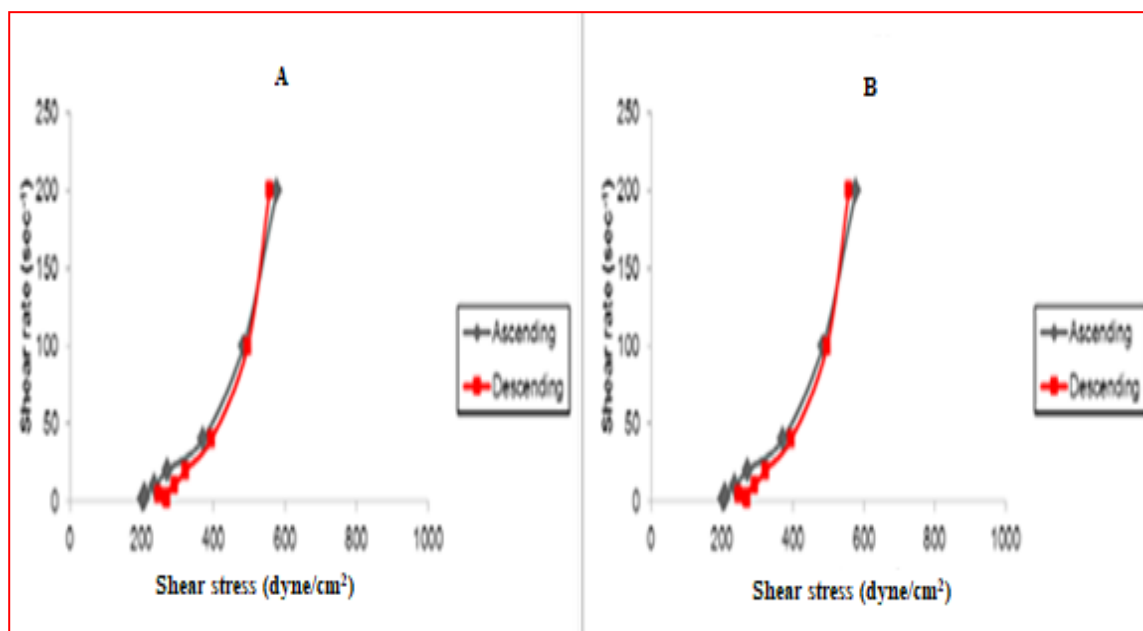 A
250
200
150
100
50
0
Shear rate (sec⁻¹)
0 200 400 600 800 1000
Shear stress (dyne/cm²)
Ascending
Descending
B
250
200
150
100
50
0
Shear rate (sec⁻¹)
0 200 400 600 800 1000
Shear stress (dyne/cm²)
Ascending
Descending